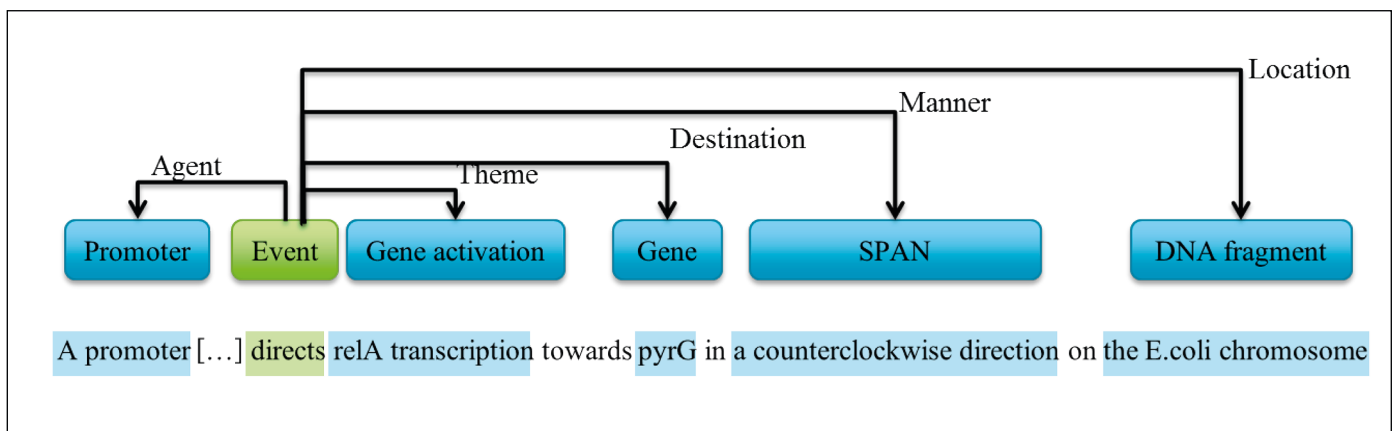 Location
Manner
Destination
Agent
Theme
Promoter Event Gene activation Gene SPAN DNA fragment
A promoter […] directs relA transcription towards pyrG in a counterclockwise direction on the E.coli chromosome